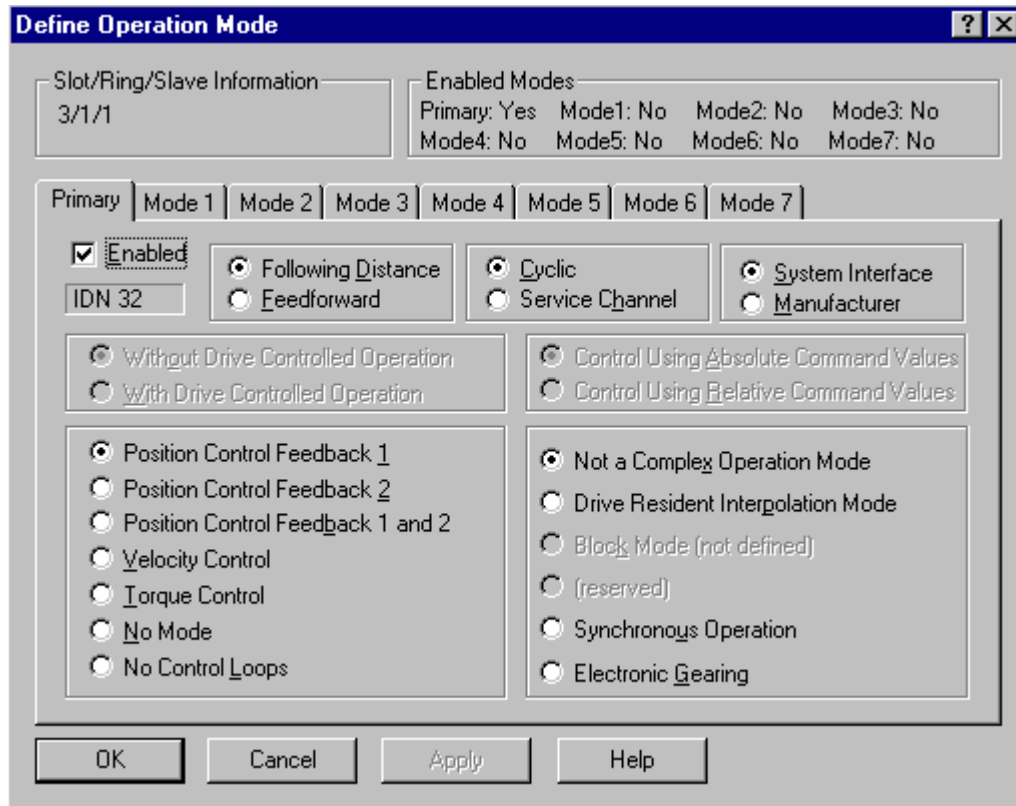 Define Operation Mode
Slot/Ring/Slave Information
3/1/1
Enabled Modes
Primary: Yes Mode1: No Mode2: No Mode3: No
Mode4: No Mode5: No Mode6: No Mode7: No
Primary Mode 1 Mode 2 Mode 3 Mode 4 Mode 5 Mode 6 Mode 7
Enabled
IDN 32
Following Distance
Feedforward
Cyclic
Service Channel
System Interface
Manufacturer
Without Drive Controlled Operation
With Drive Controlled Operation
Control Using Absolute Command Values
Control Using Relative Command Values
Position Control Feedback 1
Position Control Feedback 2
Position Control Feedback 1 and 2
Velocity Control
Torque Control
No Mode
No Control Loops
Not a Complex Operation Mode
Drive Resident Interpolation Mode
Block Mode (not defined)
(reserved)
Synchronous Operation
Electronic Gearing
OK Cancel Apply Help